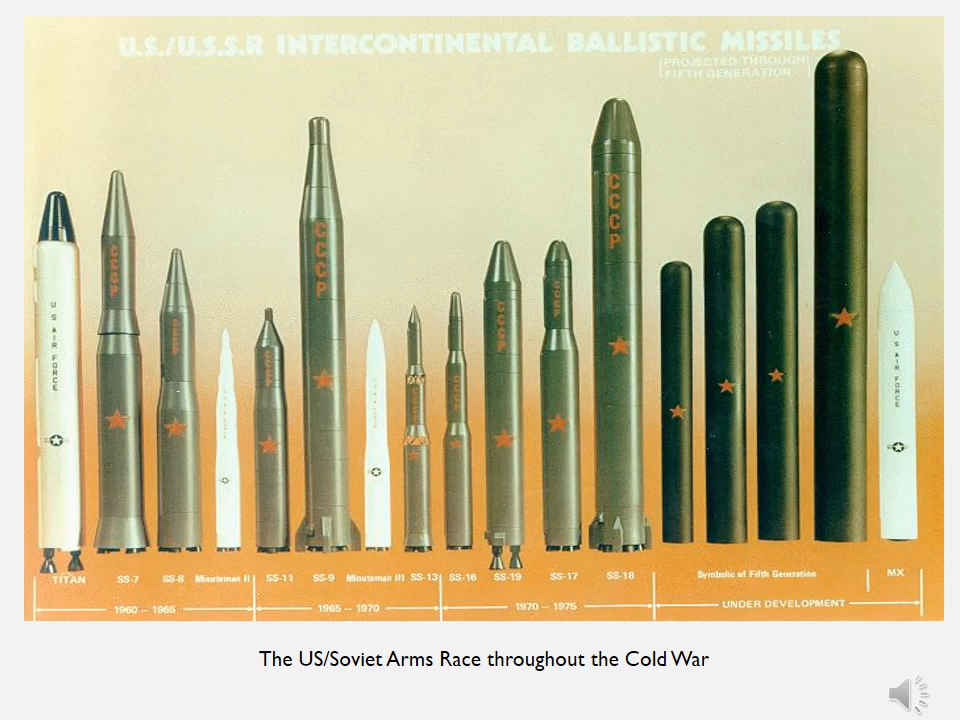 U.S./U.S.S.R INTERCONTINENTAL BALLISTIC MISSILES
PROJECTED THROUGH
FIFTH GENERATION
U S AIR FORCE
CCCP
CCCP
CCCP
CCCP
CCCP
CCCP
CCCP
CCCP
CCCP
U S AIR FORCE
TITAN SS-7 SS-8 Minuteman II SS-11 SS-9 Minuteman III SS-13 SS-16 SS-19 SS-17 SS-18 Symbolic of Fifth Generation MX
1960 – 1965 1965 – 1970 1970 – 1975 UNDER DEVELOPMENT
The US/Soviet Arms Race throughout the Cold War